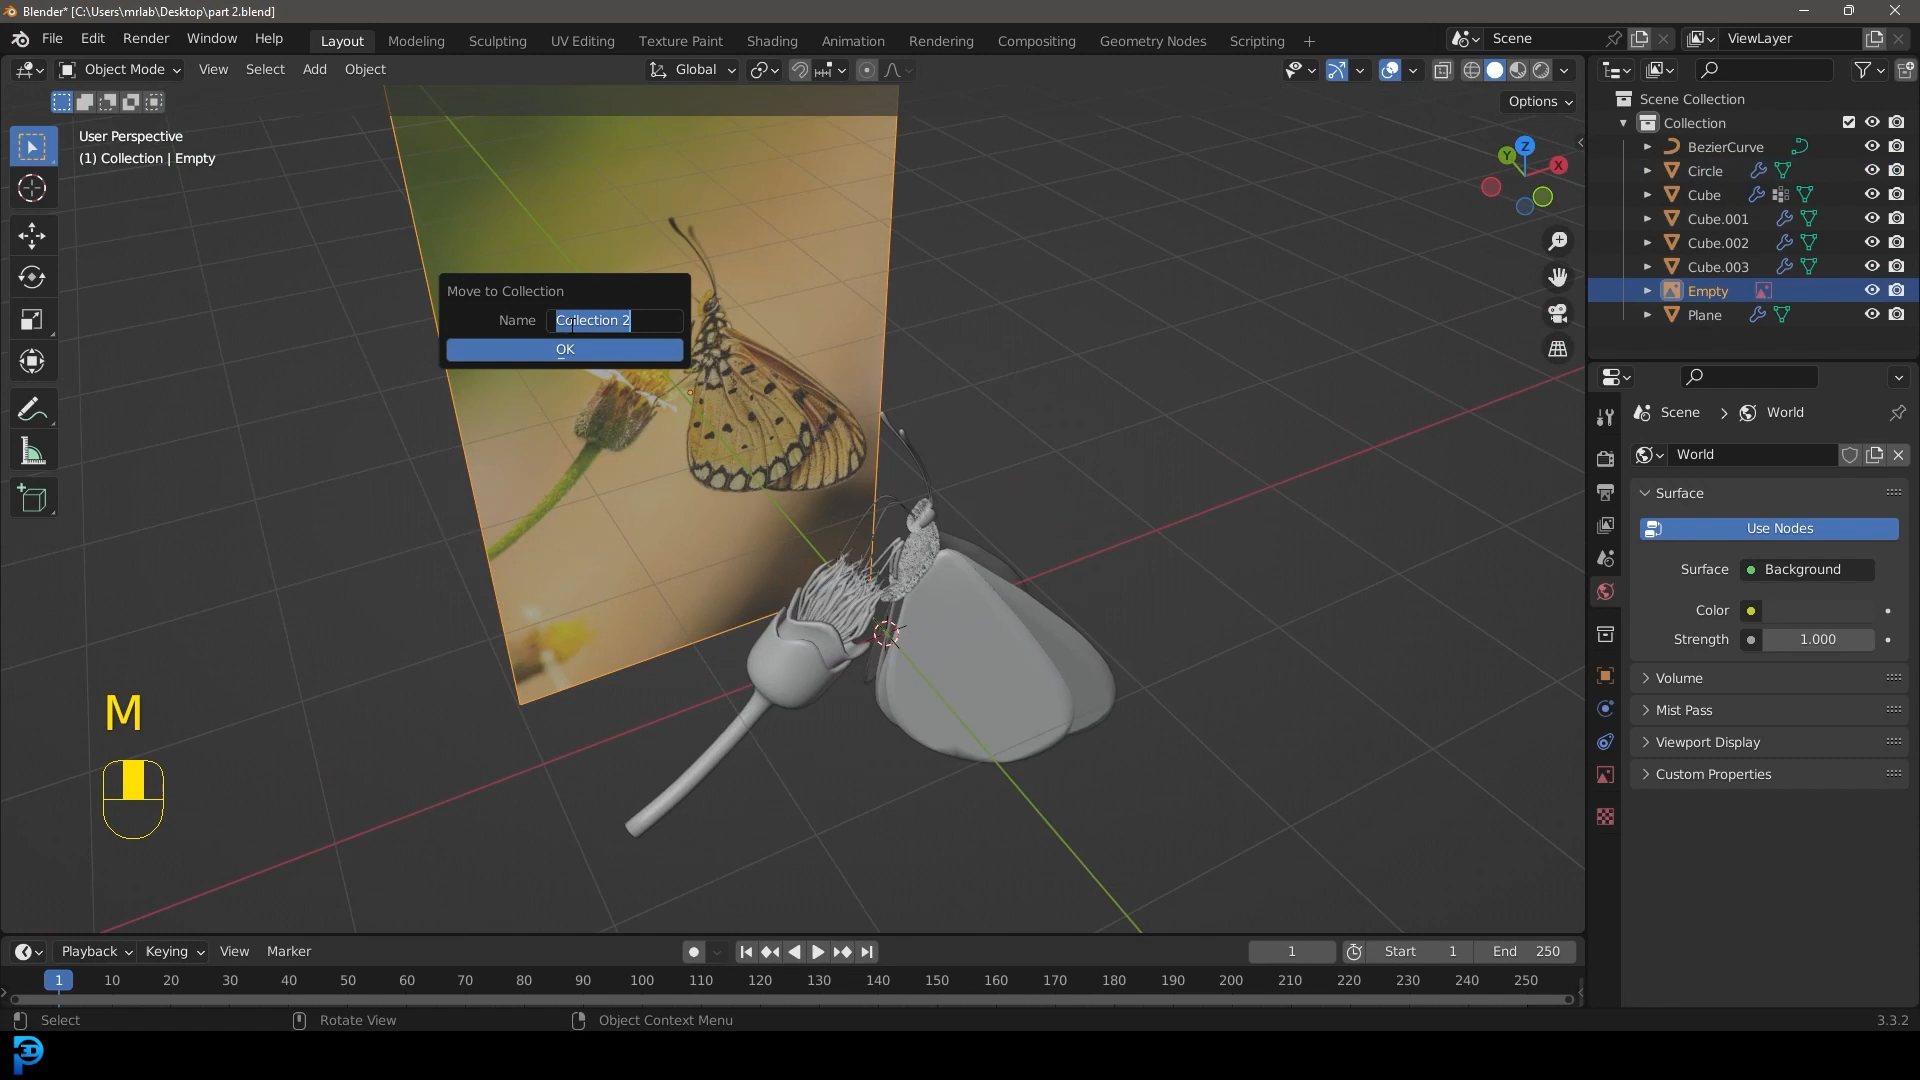 Blender* [C:\Users\mrlab\Desktop\part 2.blend]
File Edit Render Window Help
Layout Modeling Sculpting UV Editing Texture Paint Shading Animation Rendering Compositing Geometry Nodes Scripting +
Scene
ViewLayer
Object Mode View Select Add Object
Global
Options
User Perspective
(1) Collection | Empty
Z
Y
X
Move to Collection
Name Collection 2
OK
M
Scene Collection
Collection
BezierCurve
Circle
Cube
Cube.001
Cube.002
Cube.003
Empty
Plane
Scene > World
World
Surface
Use Nodes
Surface Background
Color
Strength 1.000
Volume
Mist Pass
Viewport Display
Custom Properties
Playback Keying View Marker
1
Start 1 End 250
1 10 20 30 40 50 60 70 80 90 100 110 120 130 140 150 160 170 180 190 200 210 220 230 240 250
Select Rotate View Object Context Menu
3.3.2